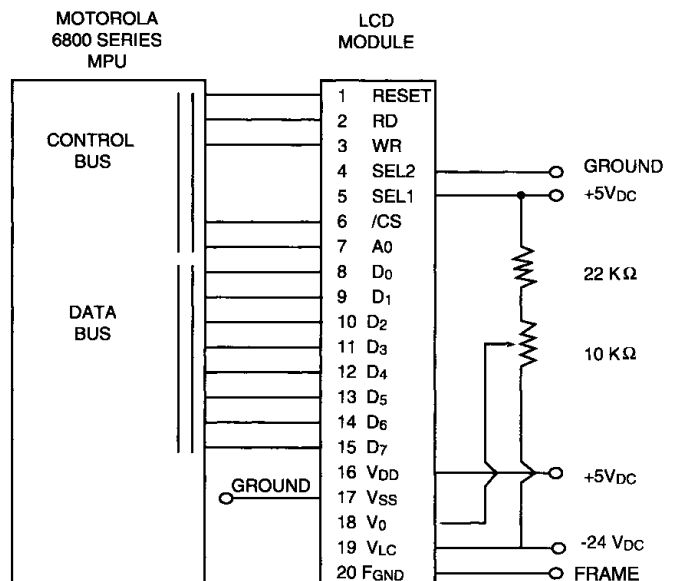 MOTOROLA
6800 SERIES
MPU
LCD
MODULE
CONTROL
BUS
DATA
BUS
1 RESET
2 RD
3 WR
4 SEL2
5 SEL1
6 /CS
7 A0
8 D0
9 D1
10 D2
11 D3
12 D4
13 D5
14 D6
15 D7
16 VDD
17 VSS
18 V0
19 VLC
20 FGND
GROUND
GROUND
+5VDC
22 KΩ
10 KΩ
+5VDC
-24 VDC
FRAME